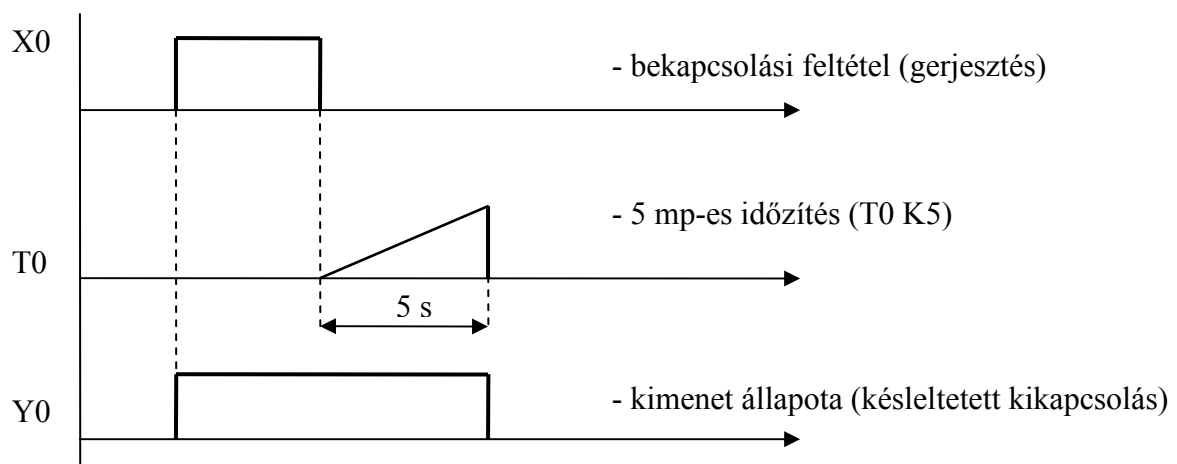 X0
- bekapcsolási feltétel (gerjesztés)
- 5 mp-es időzítés (T0 K5)
T0
5 s
- kimenet állapota (késleltetett kikapcsolás)
Y0